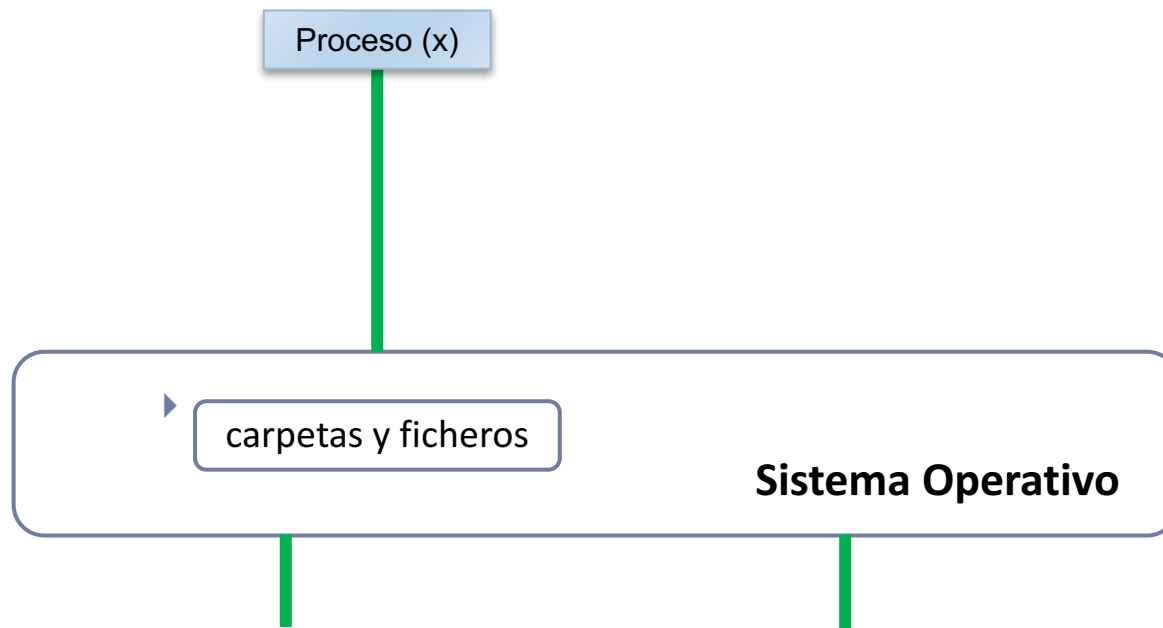 Proceso (x)
carpetas y ficheros
Sistema Operativo